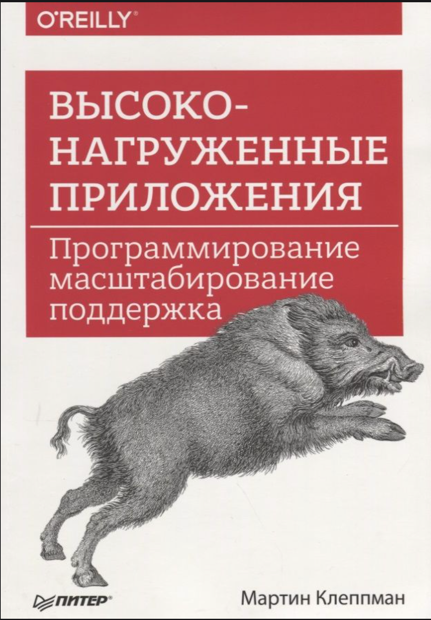 O'REILLY®
ВЫСОКО-
НАГРУЖЕННЫЕ
ПРИЛОЖЕНИЯ
Программирование
масштабирование
поддержка
ПИТЕР®
Мартин Клеппман